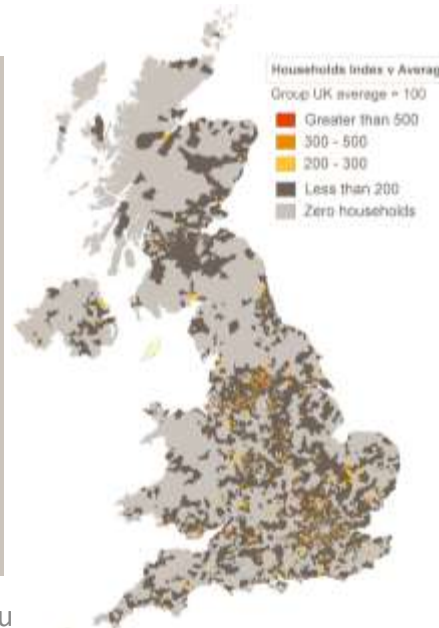 Households Index v Averag
Group UK average = 100
Greater than 500
300 - 500
200 - 300
Less than 200
Zero households
u